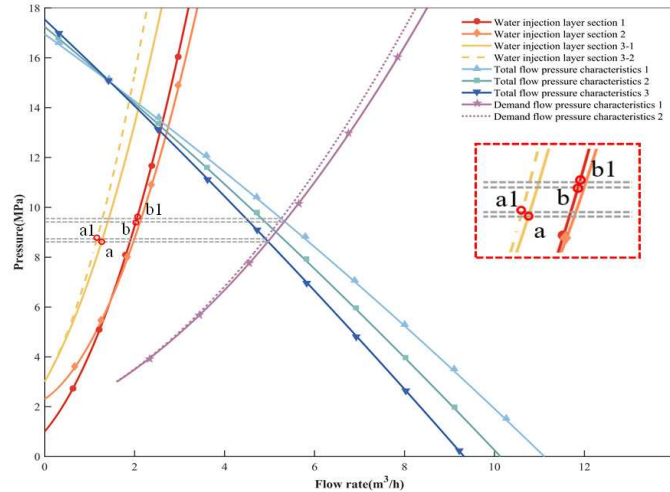 18
16
14
12
10
8
6
4
2
0
Pressure(MPa)
0
2
4
6
8
10
12
Flow rate(m³/h)
Water injection layer section 1
Water injection layer section 2
Water injection layer section 3-1
Water injection layer section 3-2
Total flow pressure characteristics 1
Total flow pressure characteristics 2
Total flow pressure characteristics 3
Demand flow pressure characteristics 1
Demand flow pressure characteristics 2
a1
a
b
b1
a1
a
b
b1